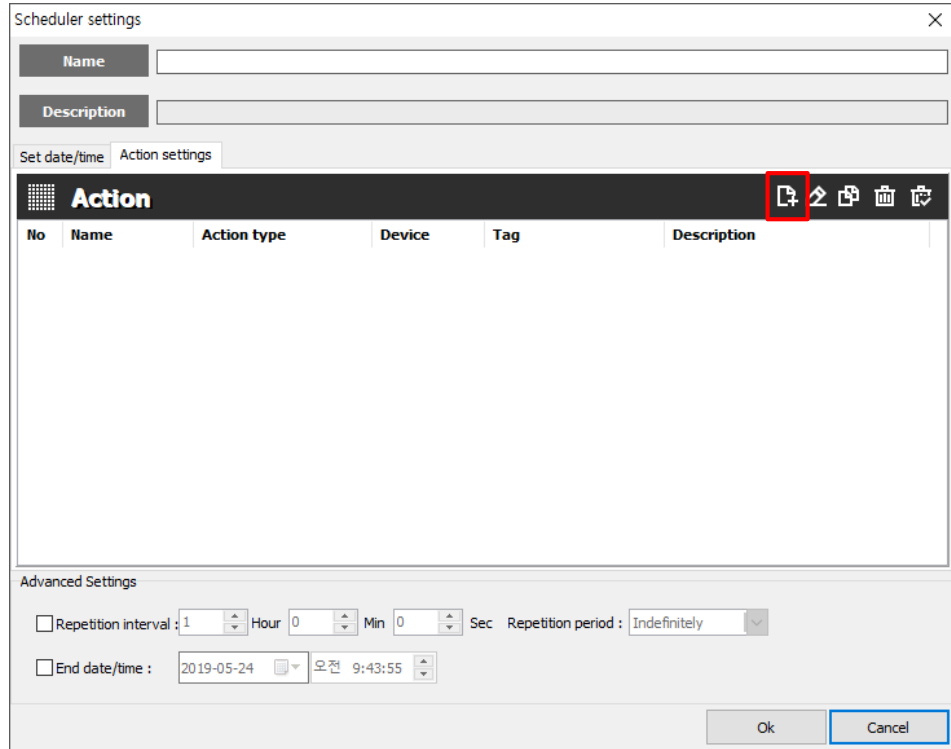 Scheduler settings
Name
Description
Set date/time Action settings
Action
No Name Action type Device Tag Description
Advanced Settings
Repetition interval : 1 Hour 0 Min 0 Sec Repetition period : Indefinitely
End date/time : 2019-05-24 오전 9:43:55
Ok Cancel